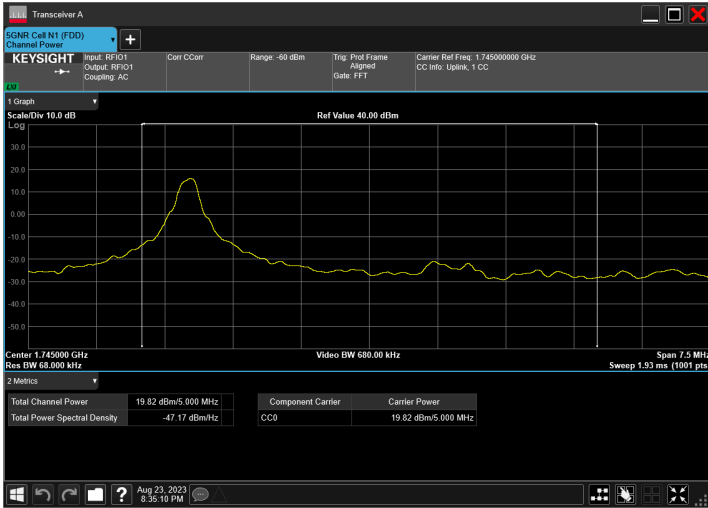 Transceiver A
5GNR Cell N1 (FDD)
Channel Power
KEYSIGHT
LXI
Input: RFIO1
Output: RFIO1
Coupling: AC
Corr CCorr
Range: -60 dBm
Trig: Prot Frame
Aligned
Gate: FFT
Carrier Ref Freq: 1.745000000 GHz
CC Info: Uplink, 1 CC
1 Graph
Scale/Div 10.0 dB
Ref Value 40.00 dBm
Log
30.0
20.0
10.0
0.00
-10.0
-20.0
-30.0
-40.0
-50.0
Center 1.745000 GHz
Video BW 680.00 kHz
Span 7.5 MHz
Res BW 68.000 kHz
Sweep 1.93 ms (1001 pts
2 Metrics
Total Channel Power 19.82 dBm/5.000 MHz
Total Power Spectral Density -47.17 dBm/Hz
Component Carrier Carrier Power
CC0 19.82 dBm/5.000 MHz
Aug 23, 2023
8:35:10 PM